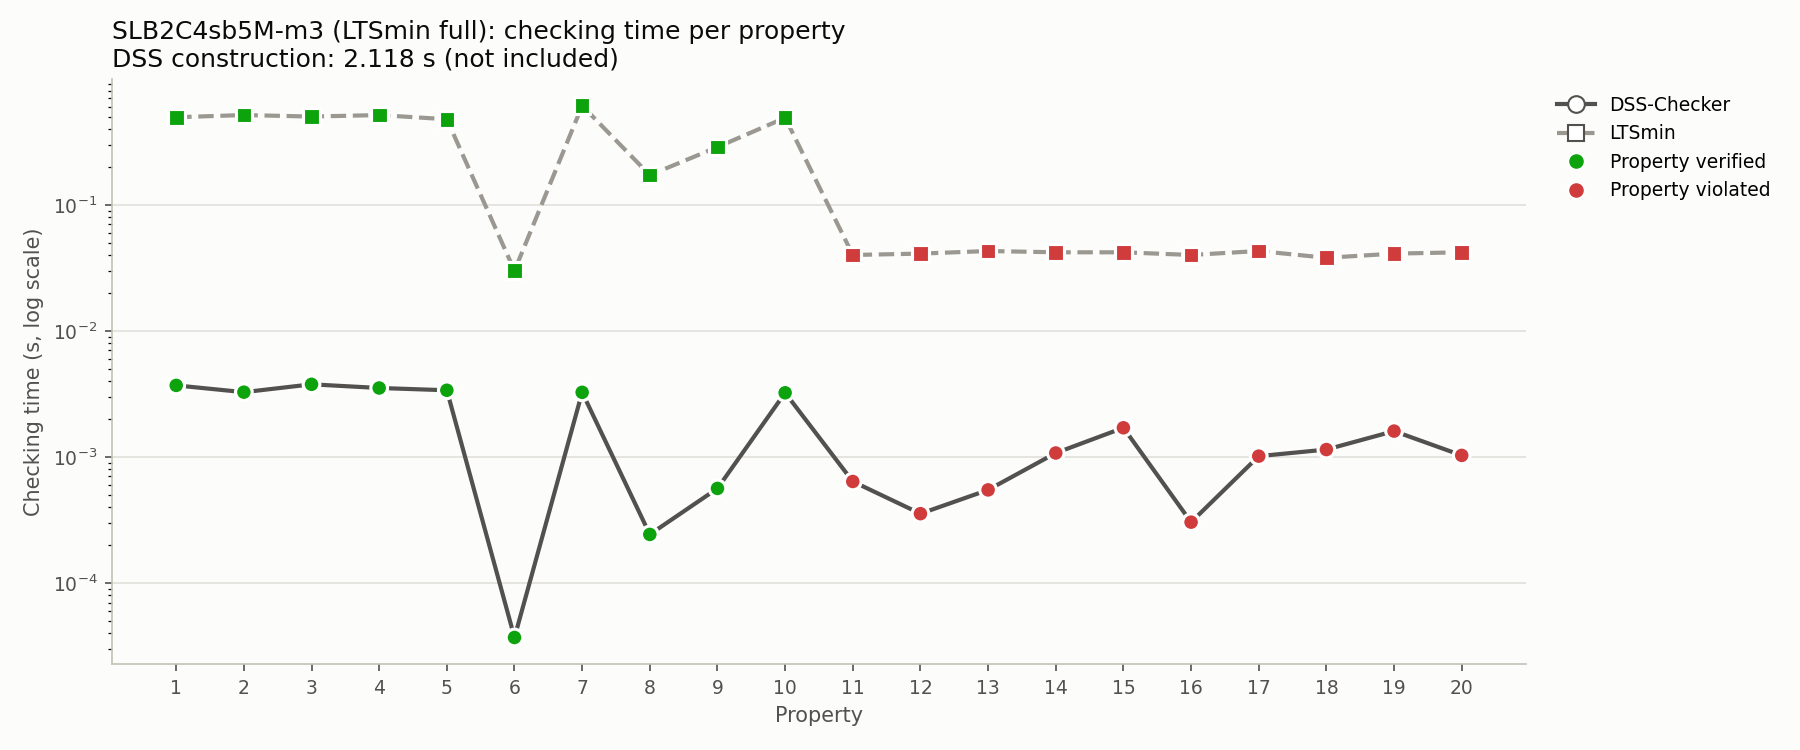 SLB2C4sb5M-m3 (LTSmin full): checking time per property
DSS construction: 2.118 s (not included)
DSS-Checker
LTSmin
Property verified
Property violated
Checking time (s, log scale)
10⁻¹
10⁻²
10⁻³
10⁻⁴
1 2 3 4 5 6 7 8 9 10 11 12 13 14 15 16 17 18 19 20
Property